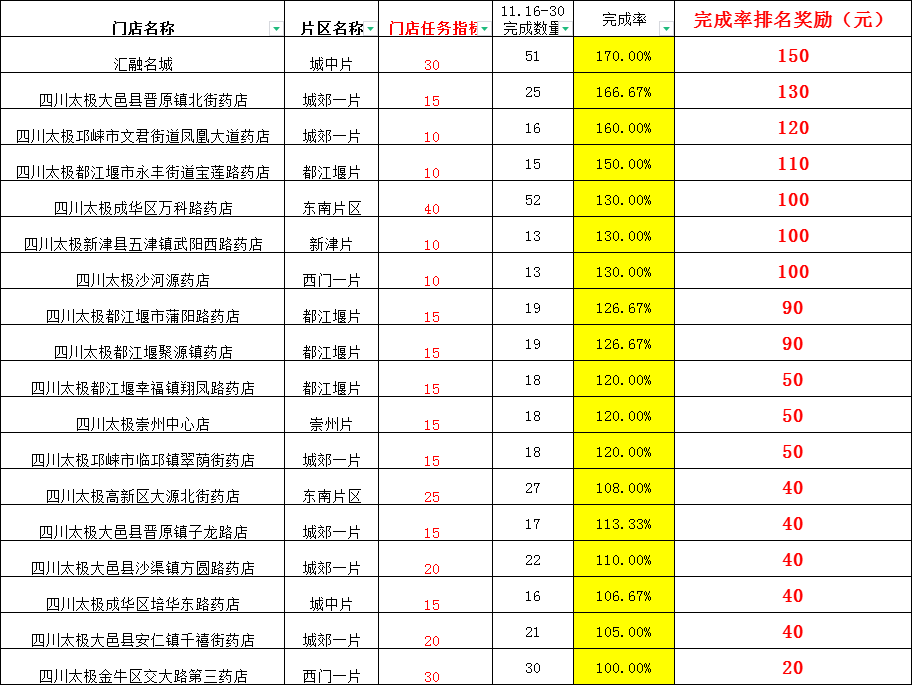 门店名称 片区名称 门店任务指标 11.16-30完成数量 完成率 完成率排名奖励（元）
汇融名城 城中片 30 51 170.00% 150
四川太极大邑县晋原镇北街药店 城郊一片 15 25 166.67% 130
四川太极邛崃市文君街道凤凰大道药店 城郊一片 10 16 160.00% 120
四川太极都江堰市永丰街道宝莲路药店 都江堰片 10 15 150.00% 110
四川太极成华区万科路药店 东南片区 40 52 130.00% 100
四川太极新津县五津镇武阳西路药店 新津片 10 13 130.00% 100
四川太极沙河源药店 西门一片 10 13 130.00% 100
四川太极都江堰市蒲阳路药店 都江堰片 15 19 126.67% 90
四川太极都江堰聚源镇药店 都江堰片 15 19 126.67% 90
四川太极都江堰幸福镇翔凤路药店 都江堰片 15 18 120.00% 50
四川太极崇州中心店 崇州片 15 18 120.00% 50
四川太极邛崃市临邛镇翠荫街药店 城郊一片 15 18 120.00% 50
四川太极高新区大源北街药店 东南片区 25 27 108.00% 40
四川太极大邑县晋原镇子龙路店 城郊一片 15 17 113.33% 40
四川太极大邑县沙渠镇方圆路药店 城郊一片 20 22 110.00% 40
四川太极成华区培华东路药店 城中片 15 16 106.67% 40
四川太极大邑县安仁镇千禧街药店 城郊一片 20 21 105.00% 40
四川太极金牛区交大路第三药店 西门一片 30 30 100.00% 20